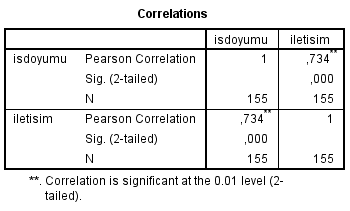 Correlations
isdoyumu iletisim
isdoyumu Pearson Correlation 1 ,734**
Sig. (2-tailed) ,000
N 155 155
iletisim Pearson Correlation ,734** 1
Sig. (2-tailed) ,000
N 155 155
**. Correlation is significant at the 0.01 level (2-
tailed).